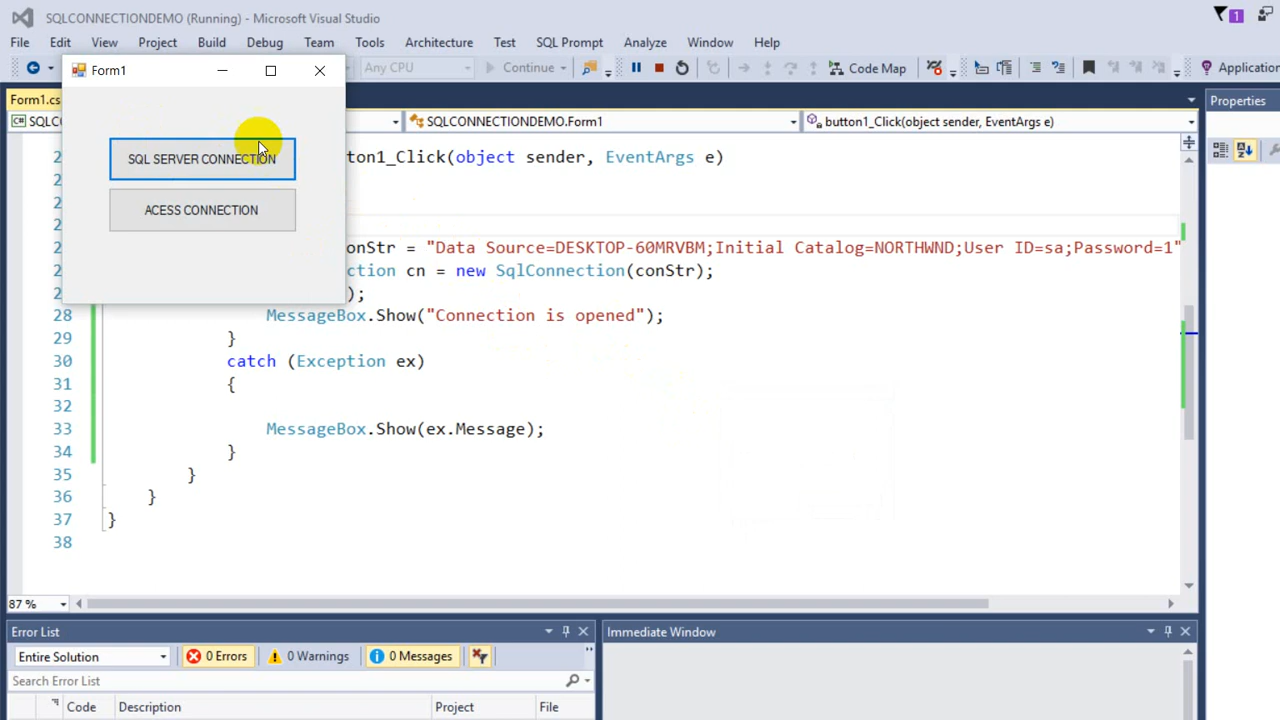 SQLCONNECTIONDEMO (Running) - Microsoft Visual Studio
1
File Edit View Project Build Debug Team Tools Architecture Test SQL Prompt Analyze Window Help
Any CPU Continue Code Map Application
Form1
SQL SERVER CONNECTION
ACESS CONNECTION
Form1.cs
Properties
SQLCONNECTIONDEMO.Form1 button1_Click(object sender, EventArgs e)
_Click(object sender, EventArgs e)
onStr = "Data Source=DESKTOP-60MRVBM;Initial Catalog=NORTHWND;User ID=sa;Password=1"
ction cn = new SqlConnection(conStr);
);
28 MessageBox.Show("Connection is opened");
29 }
30 catch (Exception ex)
31 {
32
33 MessageBox.Show(ex.Message);
34 }
35 }
36 }
37 }
38
87 %
Error List
Entire Solution 0 Errors 0 Warnings 0 Messages
Search Error List
Code Description Project File
Immediate Window